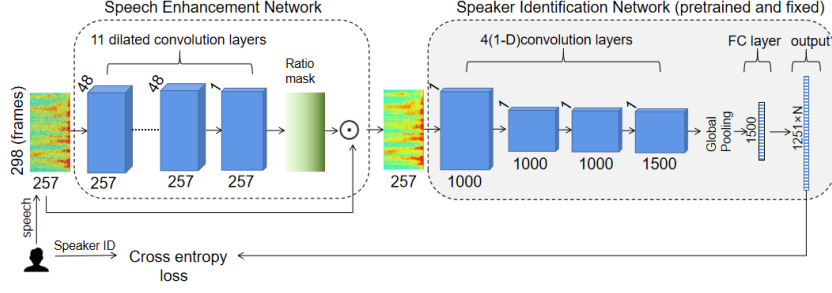 Speech Enhancement Network
Speaker Identification Network (pretrained and fixed)
11 dilated convolution layers
Ratio
mask
4(1-D)convolution layers
FC layer
output
298 (frames)
257
48
257
48
257
1
257
257
1
1000
1
1000
1
1000
1
1500
Global
Pooling
1500
1251×N
speech
Speaker ID
Cross entropy
loss